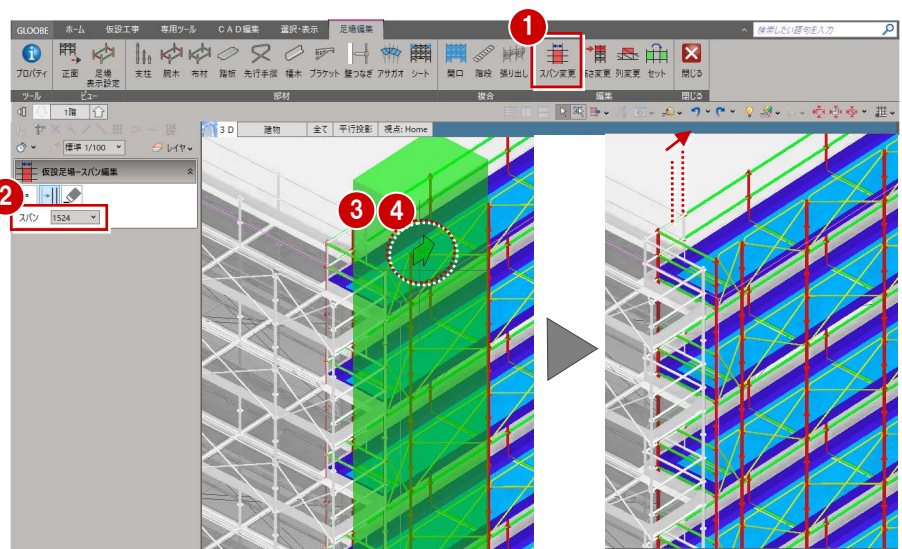 1
GLOOBE ホーム 仮設工事 専用ツール CAD編集 選択・表示 足場編集 検索したい語句を入力
プロパティ 正面 足場表示設定 支柱 腕木 布材 踏板 先行手摺 幅木 ブラケット 壁つなぎ アサガオ シート 開口 階段 張り出し スパン変更 高さ変更 列変更 セット 閉じる
ツール ビュー 部材 複合 編集 閉じる
1階
3D 建物 全て 平行投影 視点: Home
標準 1/100 レイヤ
仮設足場-スパン編集
2
スパン 1524
3 4